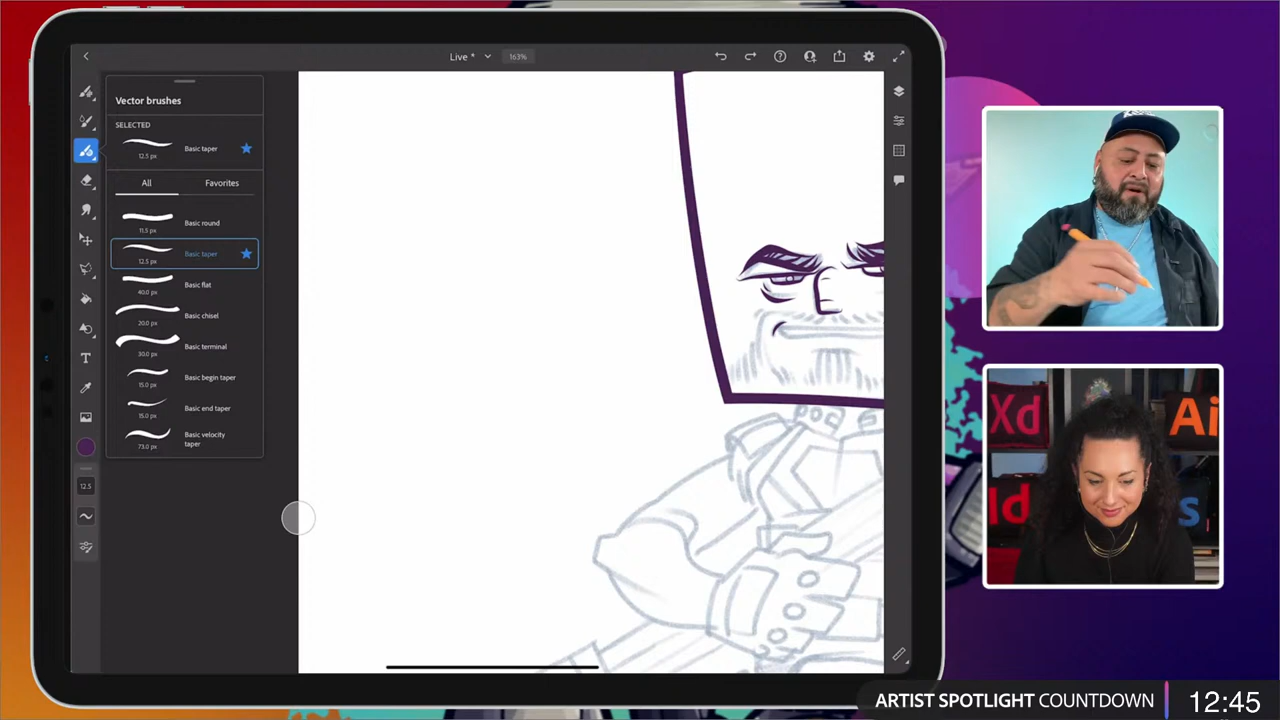 Live *
163%
Vector brushes
SELECTED
12.5 px
Basic taper
All
Favorites
11.5 px
Basic round
12.5 px
Basic taper
40.0 px
Basic flat
20.0 px
Basic chisel
30.0 px
Basic terminal
15.0 px
Basic begin taper
15.0 px
Basic end taper
73.0 px
Basic velocity
taper
T
12.5
Xd
Ai
Id
s
ARTIST SPOTLIGHT COUNTDOWN
12:45